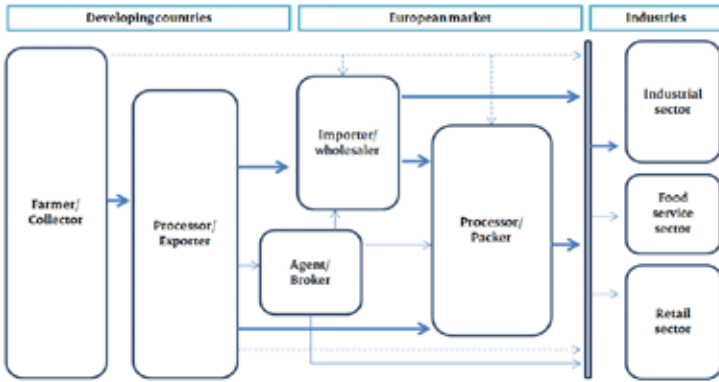 Developing countries
European market
Industries
Farmer/
Collector
Processor/
Exporter
Importer/
wholesaler
Agent/
Broker
Processor/
Packer
Industrial
sector
Food
service
sector
Retail
sector